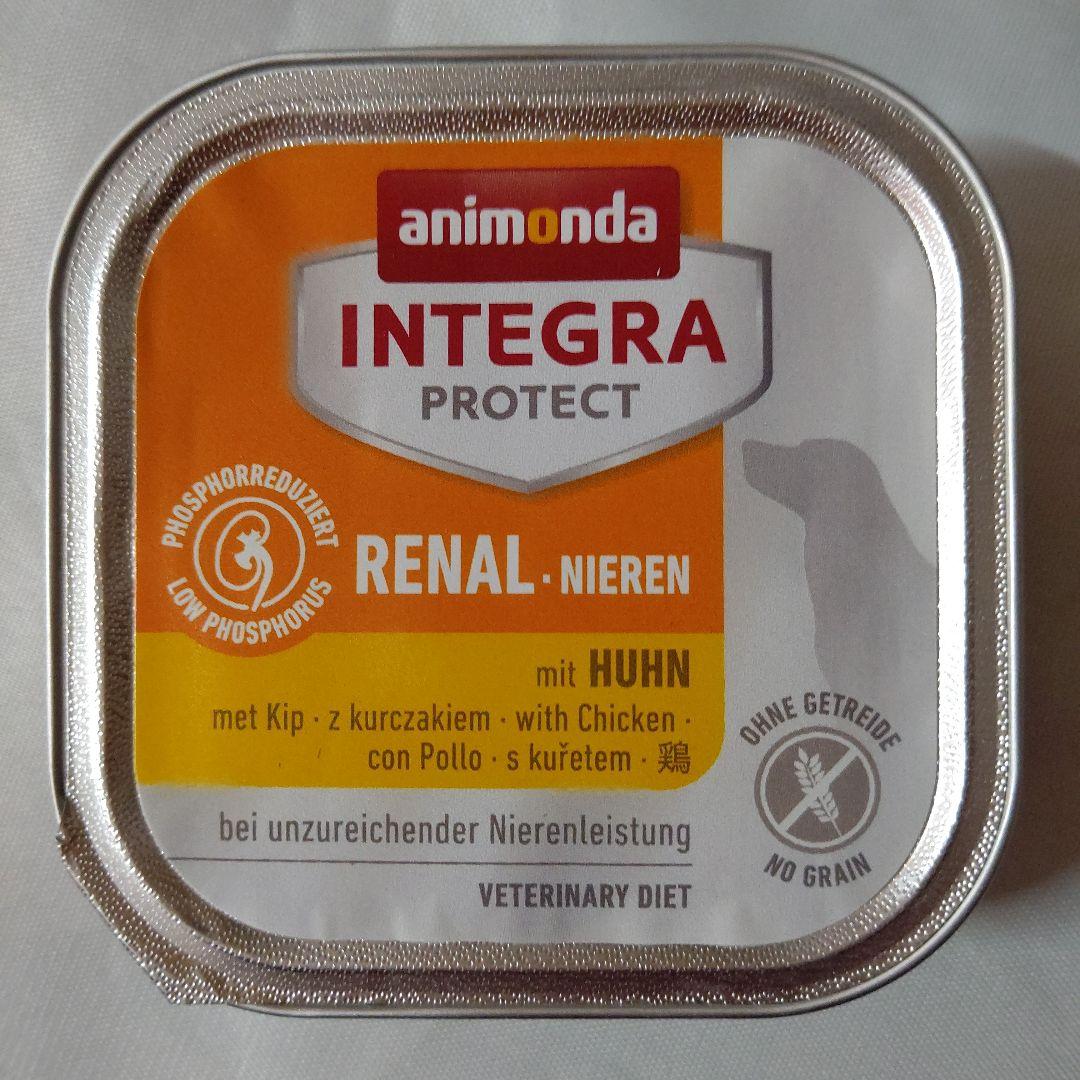 animonda
INTEGRA
PROTECT
PHOSPHORREDUZIERT
LOW PHOSPHORUS
RENAL · NIEREN
mit HUHN
met Kip · z kurczakiem · with Chicken ·
con Pollo · s kuřetem · 鶏
bei unzureichender Nierenleistung
VETERINARY DIET
OHNE GETREIDE
NO GRAIN